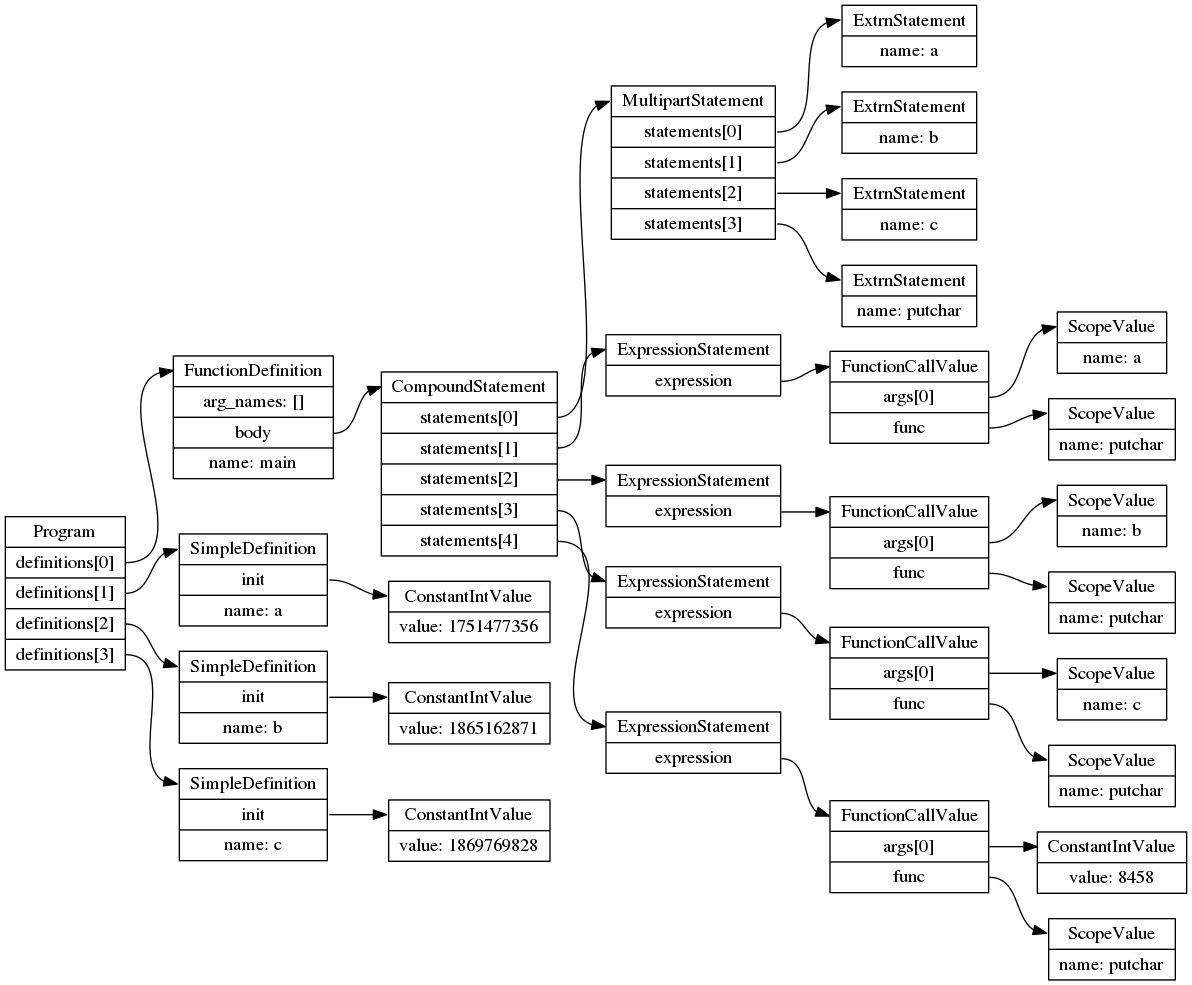 Program
definitions[0]
definitions[1]
definitions[2]
definitions[3]
FunctionDefinition
arg_names: []
body
name: main
SimpleDefinition
init
name: a
SimpleDefinition
init
name: b
SimpleDefinition
init
name: c
CompoundStatement
statements[0]
statements[1]
statements[2]
statements[3]
statements[4]
ConstantIntValue
value: 1751477356
ConstantIntValue
value: 1865162871
ConstantIntValue
value: 1869769828
MultipartStatement
statements[0]
statements[1]
statements[2]
statements[3]
ExpressionStatement
expression
ExpressionStatement
expression
ExpressionStatement
expression
ExpressionStatement
expression
ExtrnStatement
name: a
ExtrnStatement
name: b
ExtrnStatement
name: c
ExtrnStatement
name: putchar
FunctionCallValue
args[0]
func
FunctionCallValue
args[0]
func
FunctionCallValue
args[0]
func
FunctionCallValue
args[0]
func
ScopeValue
name: a
ScopeValue
name: putchar
ScopeValue
name: b
ScopeValue
name: putchar
ScopeValue
name: c
ScopeValue
name: putchar
ConstantIntValue
value: 8458
ScopeValue
name: putchar